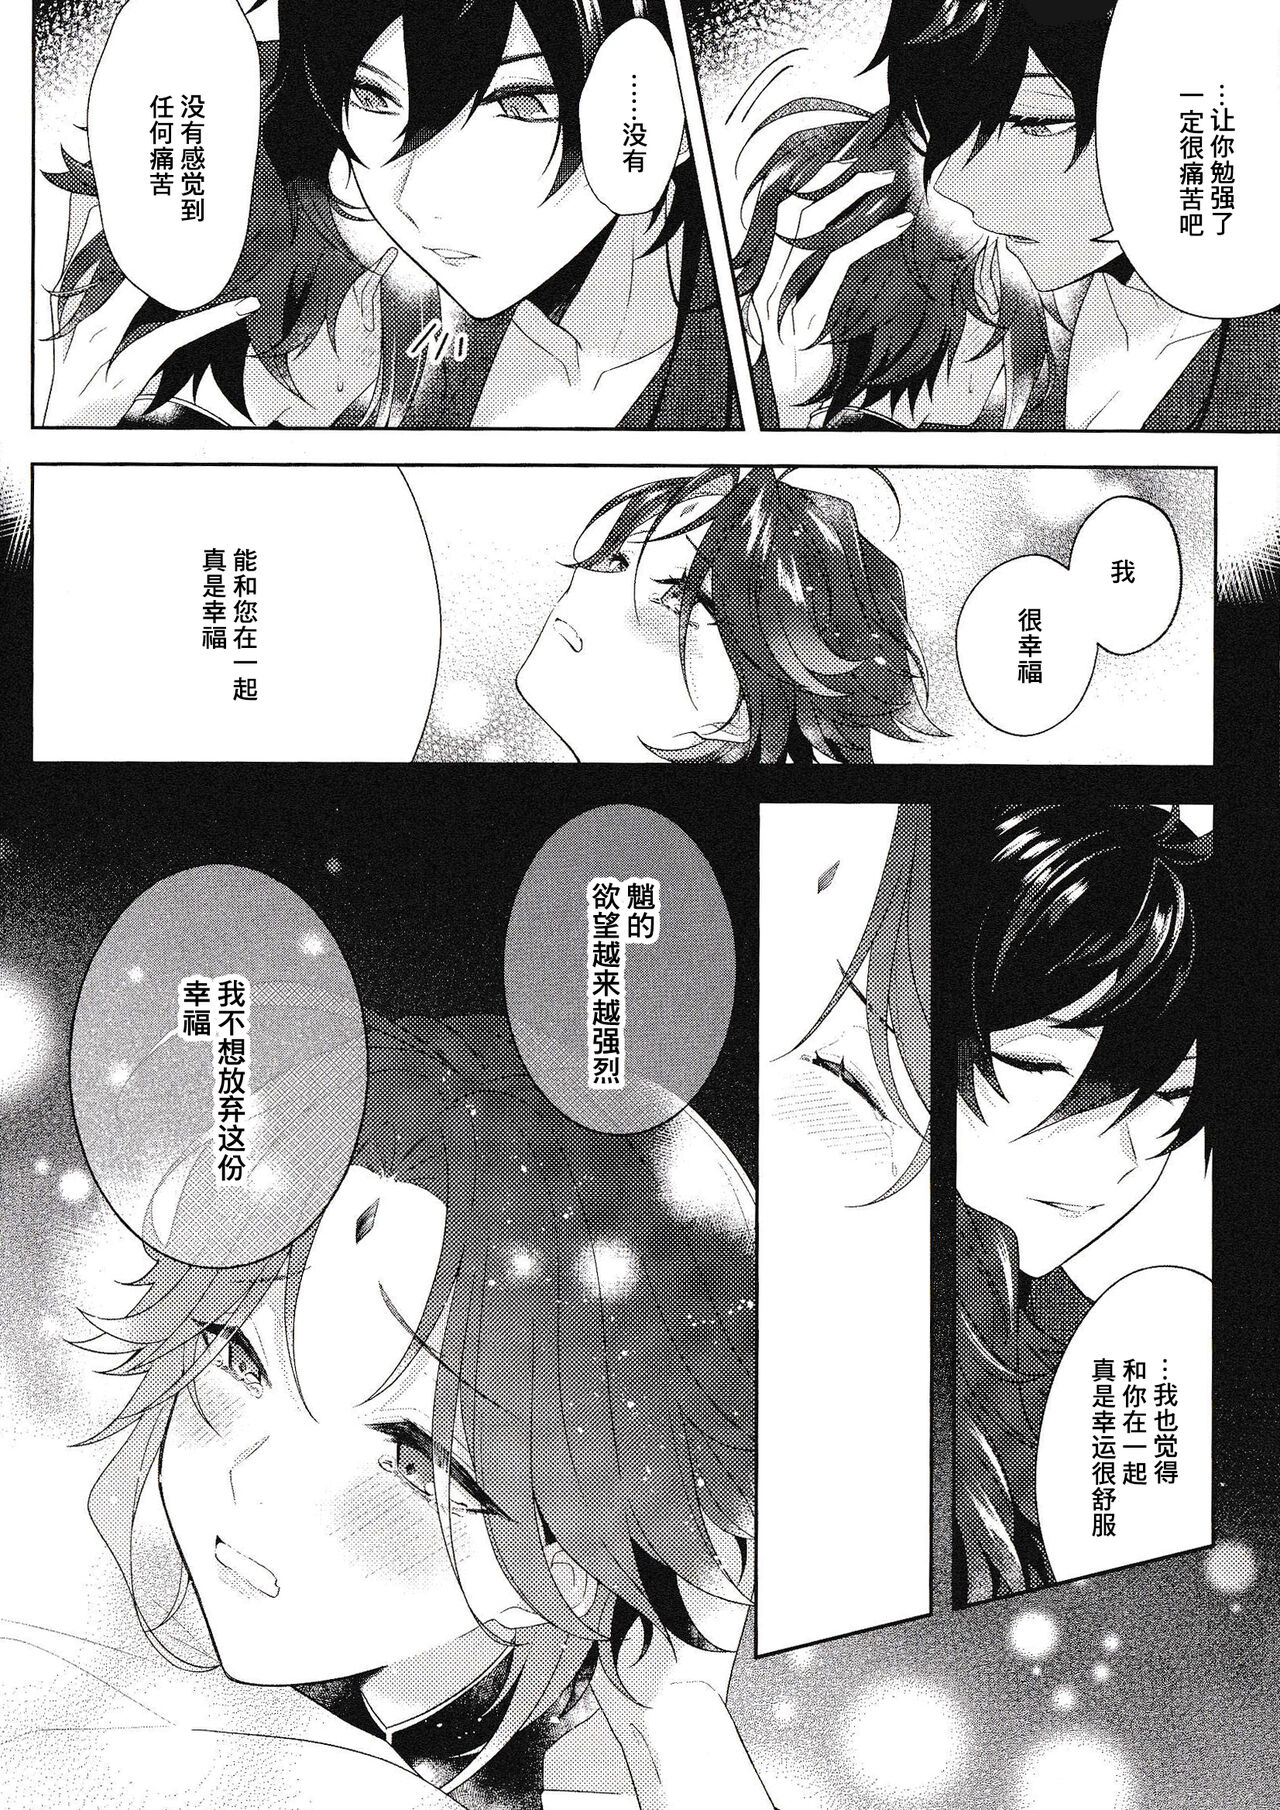 …让你勉强了
一定很痛苦吧
……没有
没有感觉到
任何痛苦
我
很幸福
能和您在一起
真是幸福
…我也觉得
和你在一起
真是幸运很舒服
魈的
欲望越来越强烈
我不想放弃这份
幸福